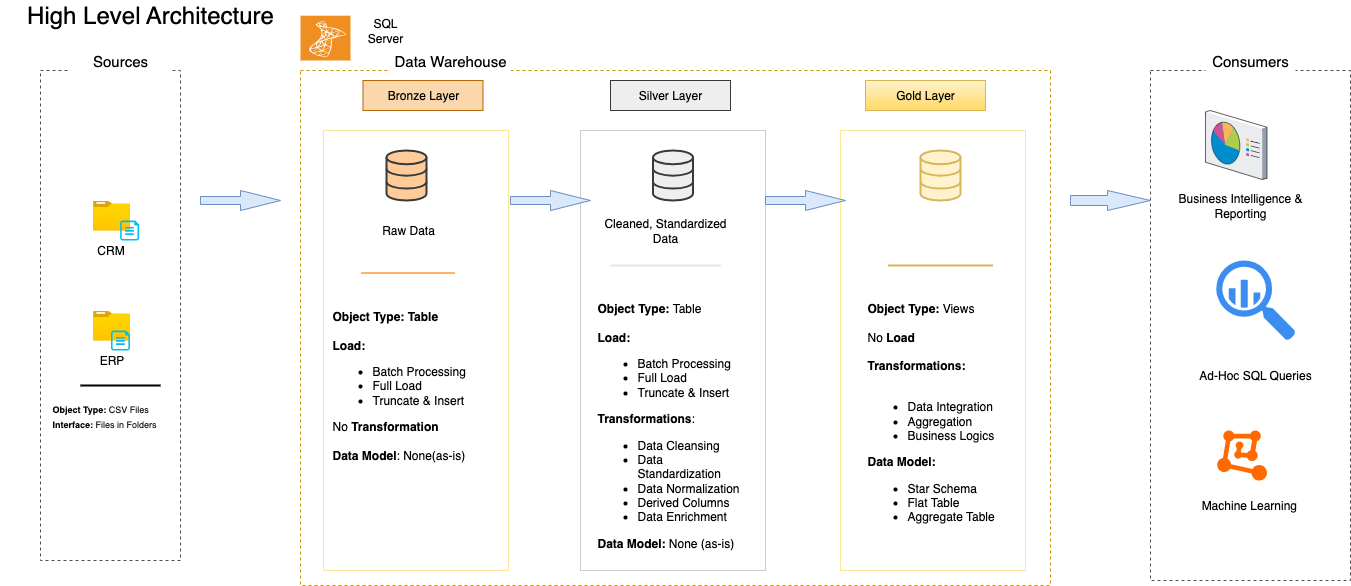 High Level Architecture
SQL
Server
Sources
Data Warehouse
Consumers
CRM
ERP
Object Type: CSV Files
Interface: Files in Folders
Bronze Layer
Raw Data
Object Type: Table
Load:
Batch Processing
Full Load
Truncate & Insert
No Transformation
Data Model: None(as-is)
Silver Layer
Cleaned, Standardized
Data
Object Type: Table
Load:
Batch Processing
Full Load
Truncate & Insert
Transformations:
Data Cleansing
Data
Standardization
Data Normalization
Derived Columns
Data Enrichment
Data Model: None (as-is)
Gold Layer
Object Type: Views
No Load
Transformations:
Data Integration
Aggregation
Business Logics
Data Model:
Star Schema
Flat Table
Aggregate Table
Business Intelligence &
Reporting
Ad-Hoc SQL Queries
Machine Learning